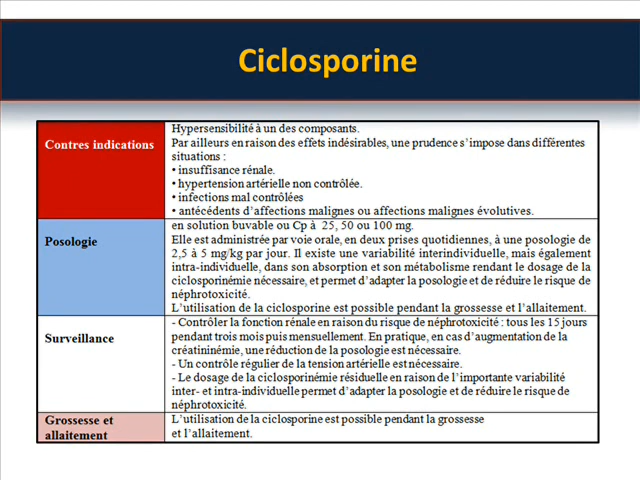 Ciclosporine
Contres indications
Hypersensibilité à un des composants.
Par ailleurs en raison des effets indésirables, une prudence s’impose dans différentes
situations :
• insuffisance rénale.
• hypertension artérielle non contrôlée.
• infections mal contrôlées
• antécédents d’affections malignes ou affections malignes évolutives.
Posologie
en solution buvable ou Cp à 25, 50 ou 100 mg.
Elle est administrée par voie orale, en deux prises quotidiennes, à une posologie de
2,5 à 5 mg/kg par jour. Il existe une variabilité interindividuelle, mais également
intra-individuelle, dans son absorption et son métabolisme rendant le dosage de la
ciclosporinémie nécessaire, et permet d’adapter la posologie et de réduire le risque de
néphrotoxicité.
L’utilisation de la ciclosporine est possible pendant la grossesse et l’allaitement.
Surveillance
- Contrôler la fonction rénale en raison du risque de néphrotoxicité : tous les 15 jours
pendant trois mois puis mensuellement. En pratique, en cas d’augmentation de la
créatininémie, une réduction de la posologie est nécessaire.
- Un contrôle régulier de la tension artérielle est nécessaire.
- Le dosage de la ciclosporinémie résiduelle en raison de l’importante variabilité
inter- et intra-individuelle permet d’adapter la posologie et de réduire le risque de
néphrotoxicité.
Grossesse et
allaitement
L’utilisation de la ciclosporine est possible pendant la grossesse
et l’allaitement.